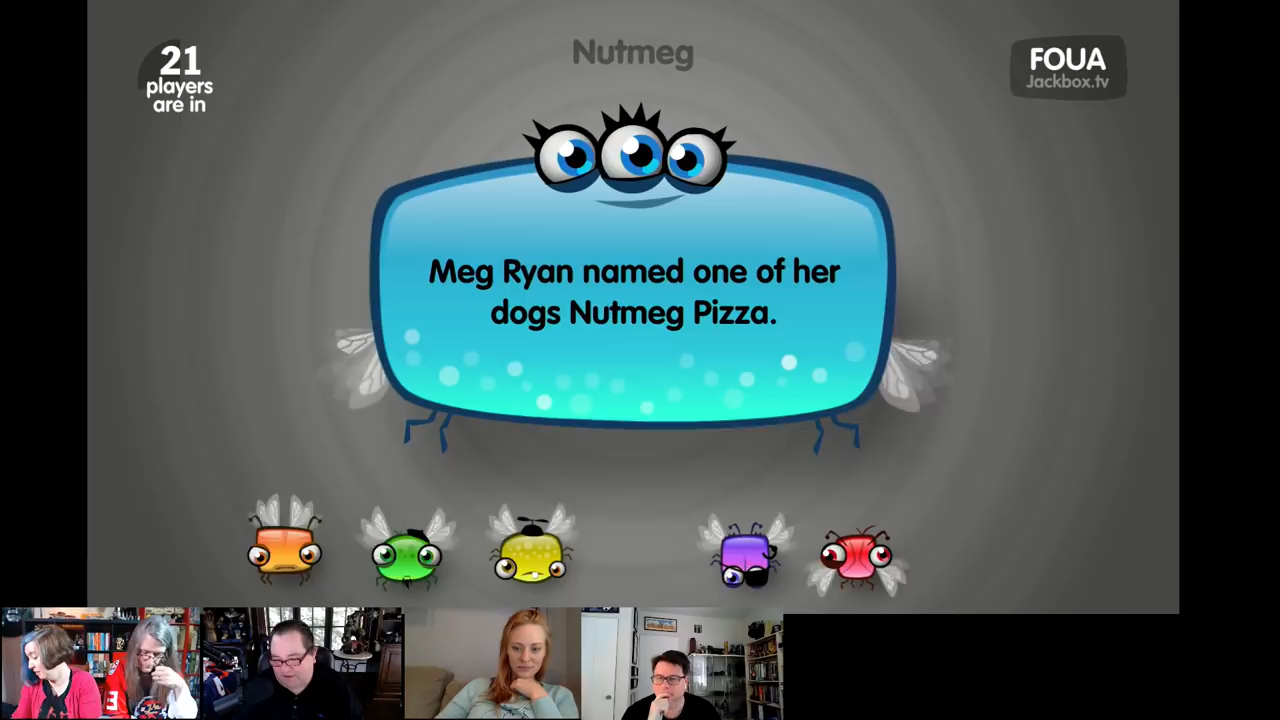 21
players
are in
Nutmeg
FOUA
Jackbox.tv
Meg Ryan named one of her
dogs Nutmeg Pizza.